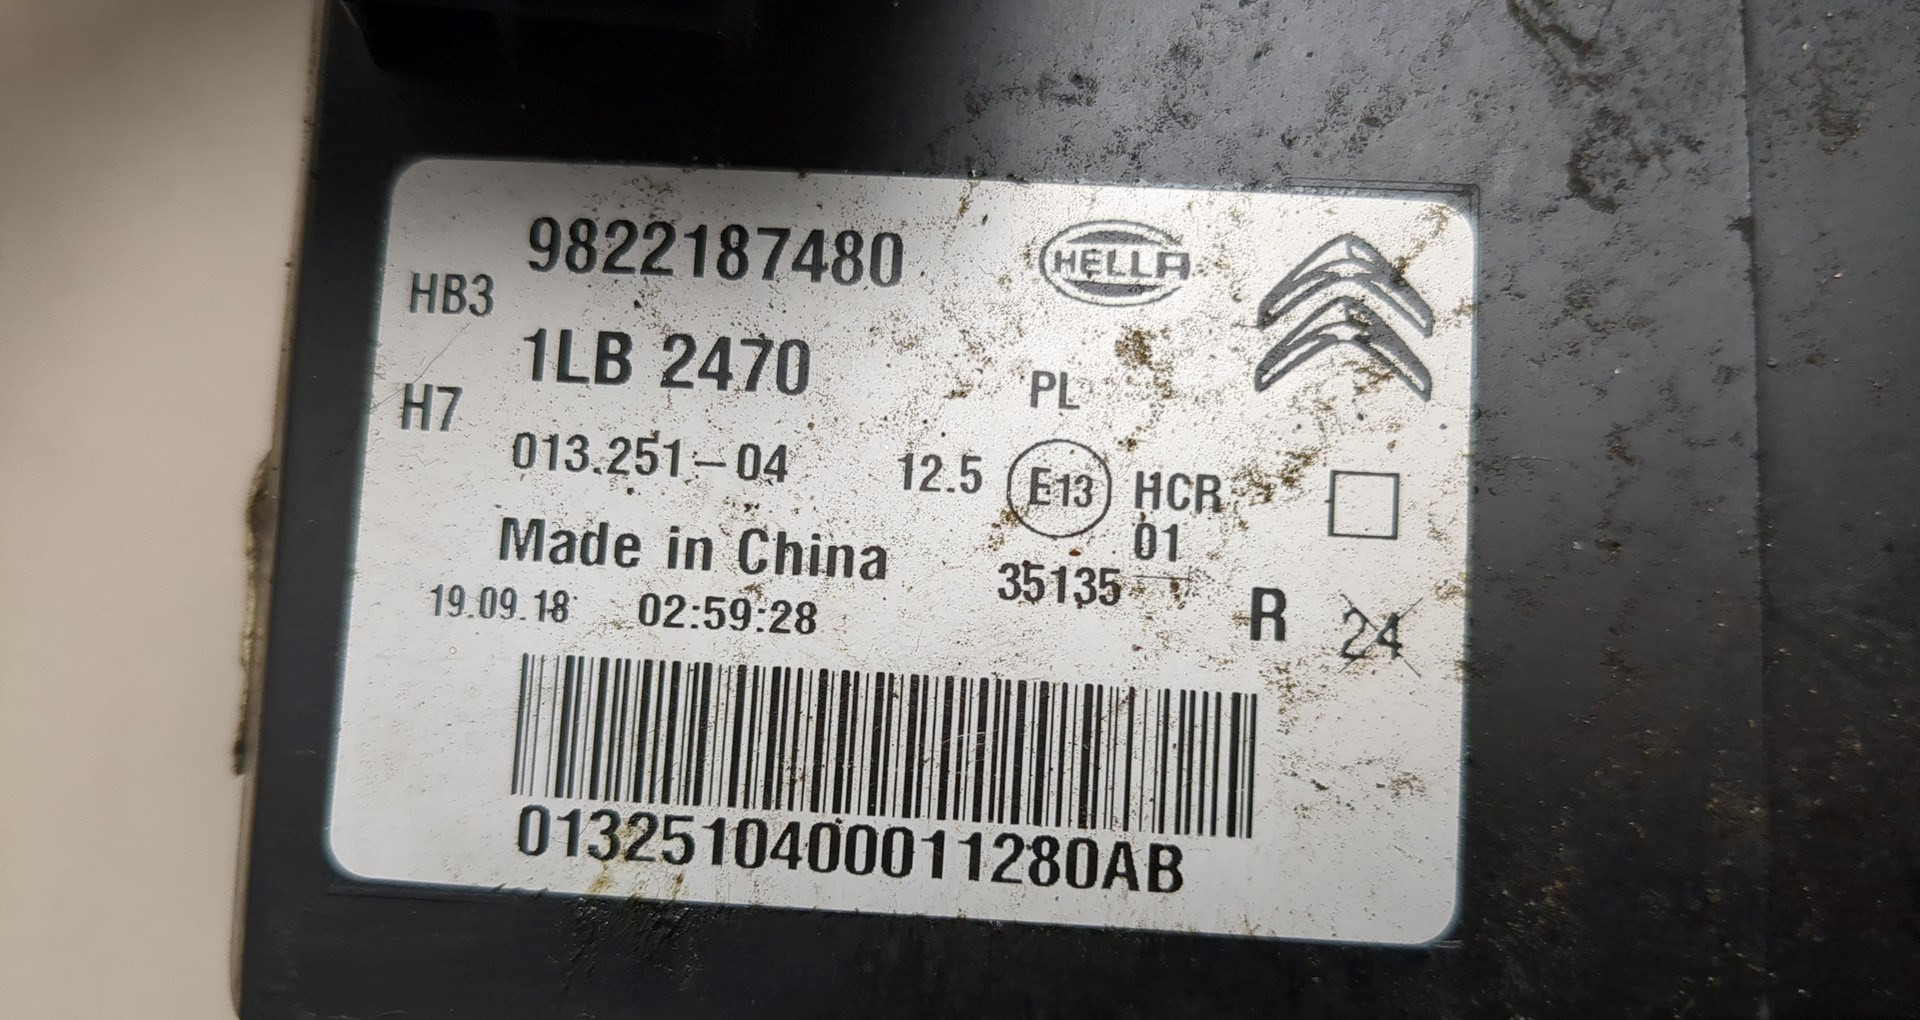 9822187480
HELLA
HB3
1LB 2470
PL
H7
013.251-04
12.5 E13 HCR
01
Made in China
35135
19.09.18 02:59:28
R 24
0132510400011280AB